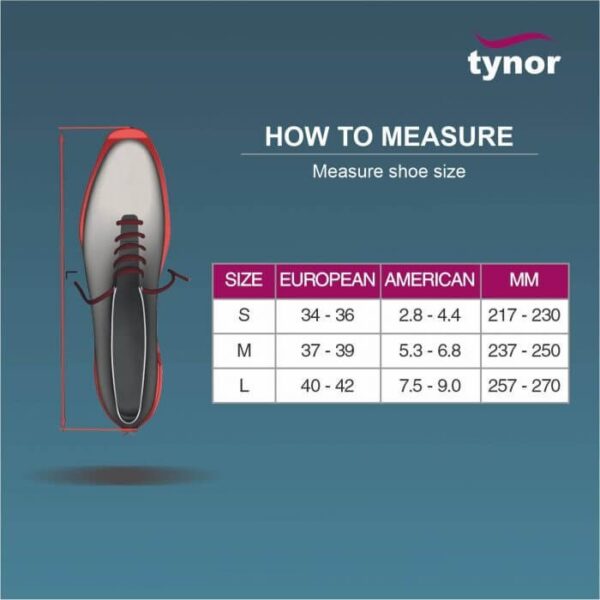 tynor
HOW TO MEASURE
Measure shoe size
SIZE EUROPEAN AMERICAN MM
S 34 - 36 2.8 - 4.4 217 - 230
M 37 - 39 5.3 - 6.8 237 - 250
L 40 - 42 7.5 - 9.0 257 - 270